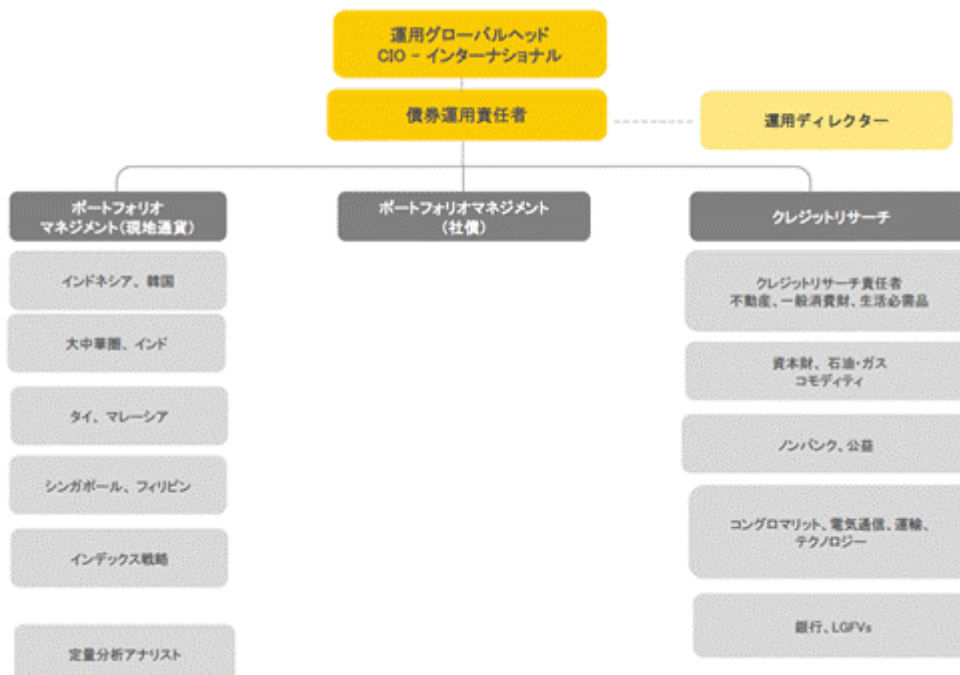 運用グローバルヘッド
CIO - インターナショナル
債券運用責任者
運用ディレクター
ポートフォリオ
マネジメント(現地通貨)
ポートフォリオマネジメント
(社債)
クレジットリサーチ
インドネシア、韓国
大中華圏、インド
タイ、マレーシア
シンガポール、フィリピン
インデックス戦略
定量分析アナリスト
クレジットリサーチ責任者
不動産、一般消費財、生活必需品
資本財、石油・ガス
コモディティ
ノンバンク、公益
コングロマリット、電気通信、運輸、
テクノロジー
銀行、LGFVs